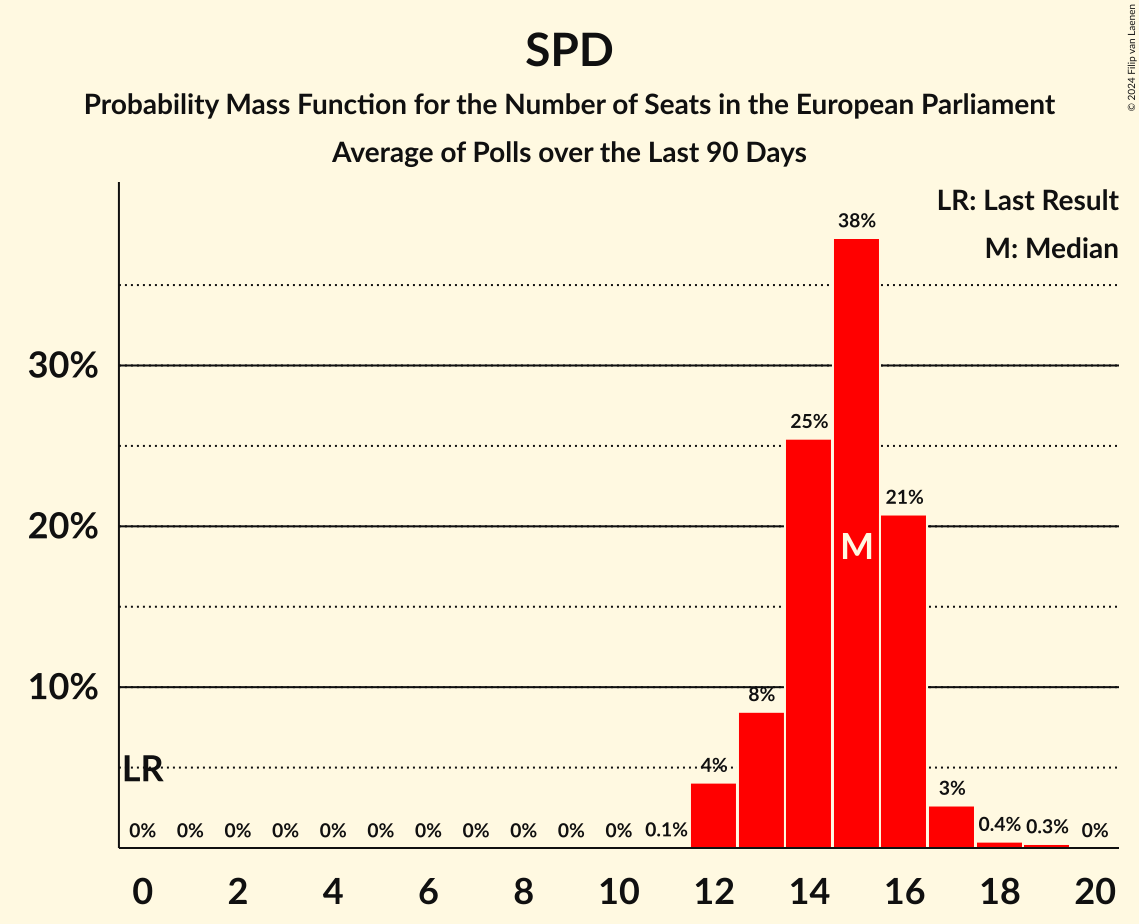 SPD
Probability Mass Function for the Number of Seats in the European Parliament
Average of Polls over the Last 90 Days
© 2024 Filip van Laenen
LR: Last Result
M: Median
38%
30%
25%
21%
20%
M
10%
8%
LR
4%
3%
0% 0% 0% 0% 0% 0% 0% 0% 0% 0% 0% 0.1% 0.4% 0.3% 0%
0 2 4 6 8 10 12 14 16 18 20